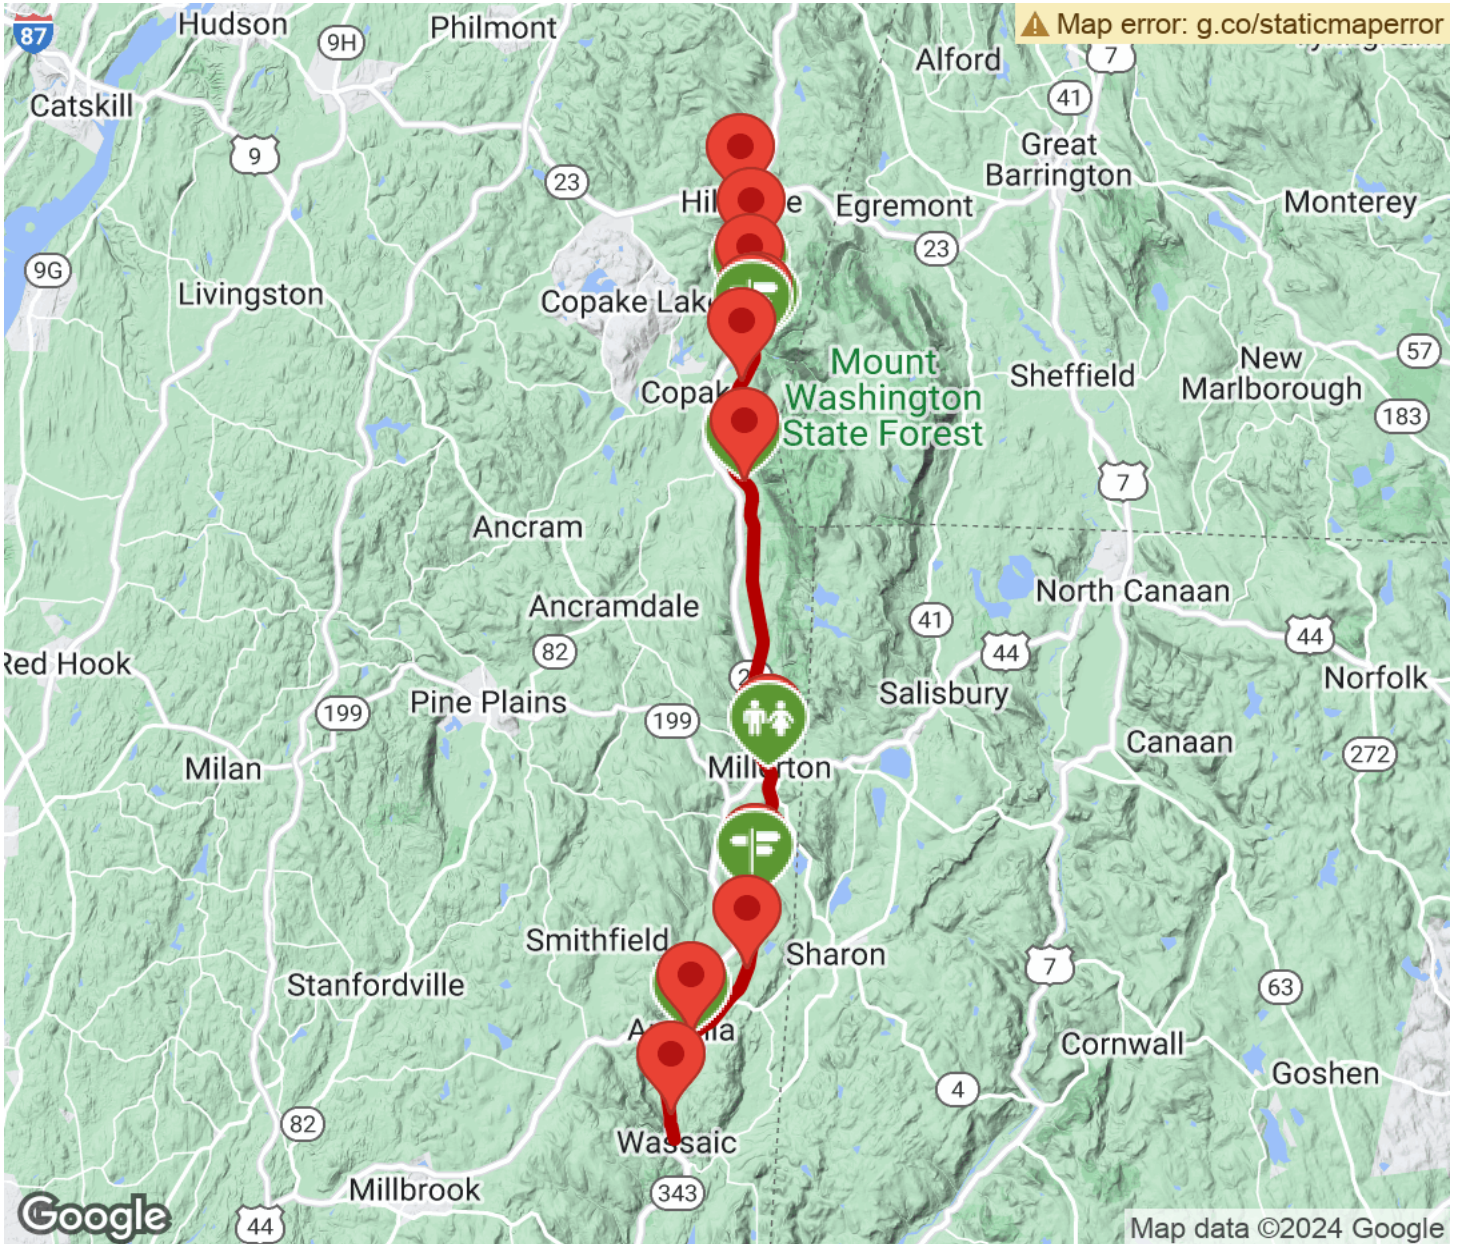 87
Hudson
9H
Philmont
Map error: g.co/staticmaperror
Alford
7
Catskill
41
9
Great
Barrington
23
Egremont
Monterey
23
9G
Livingston
Copake Lak
57
Mount
Washington
State Forest
Sheffield
New
Marlborough
Copak
183
7
Ancram
North Canaan
Ancramdale
41
44
44
82
Red Hook
Norfolk
Salisbury
Pine Plains
199
199
Canaan
272
Milan
Millerton
Smithfield
Sharon
7
Stanfordville
63
Cornwall
Goshen
4
82
Wassaic
Millbrook
343
44
Google
Map data ©2024 Google